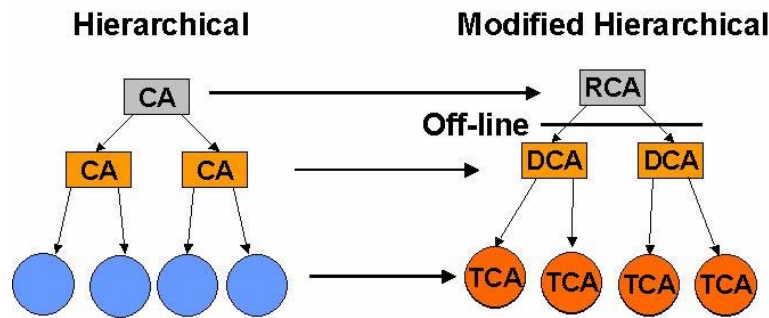 Hierarchical
Modified Hierarchical
CA
RCA
Off-line
CA CA
DCA DCA
TCA TCA TCA TCA